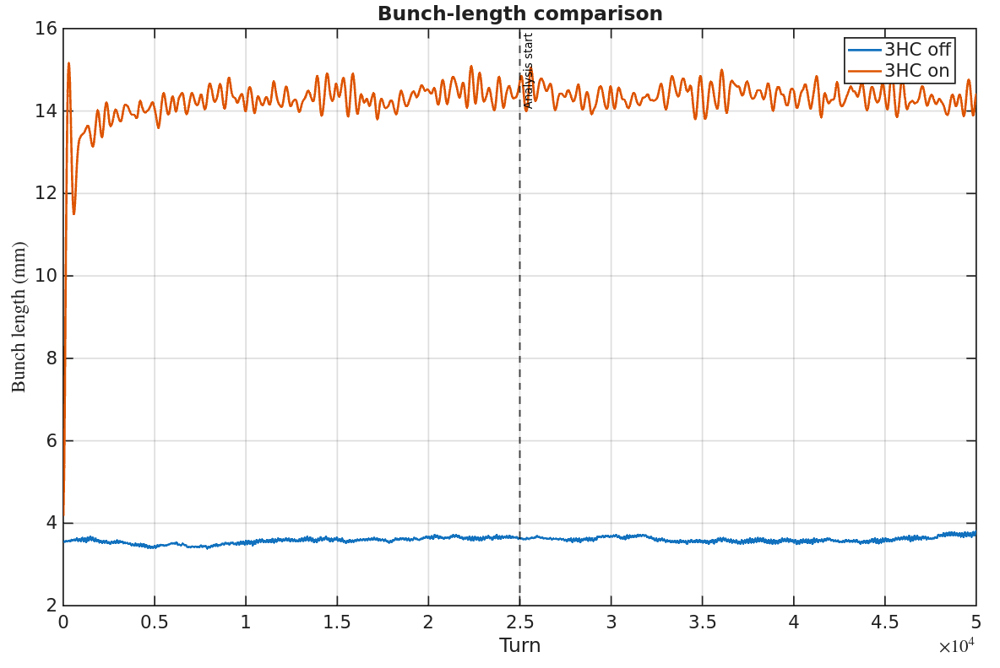 Bunch-length comparison
16
14
12
10
8
6
4
2
Bunch length (mm)
Analysis start
3HC off
3HC on
0 0.5 1 1.5 2 2.5 3 3.5 4 4.5 5
Turn
×10⁴